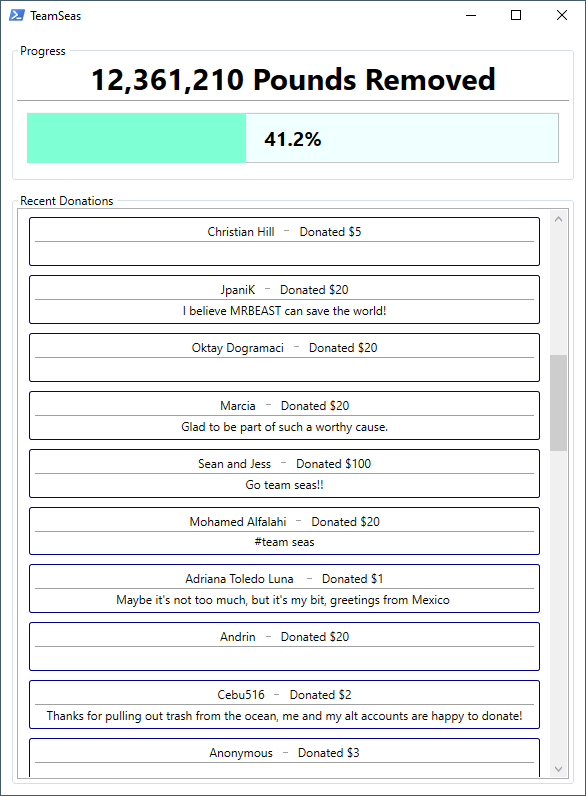 TeamSeas
Progress
12,361,210 Pounds Removed
41.2%
Recent Donations
Christian Hill – Donated $5
JpaniK – Donated $20
I believe MRBEAST can save the world!
Oktay Dogramaci – Donated $20
Marcia – Donated $20
Glad to be part of such a worthy cause.
Sean and Jess – Donated $100
Go team seas!!
Mohamed Alfalahi – Donated $20
#team seas
Adriana Toledo Luna – Donated $1
Maybe it's not too much, but it's my bit, greetings from Mexico
Andrin – Donated $20
Cebu516 – Donated $2
Thanks for pulling out trash from the ocean, me and my alt accounts are happy to donate!
Anonymous – Donated $3